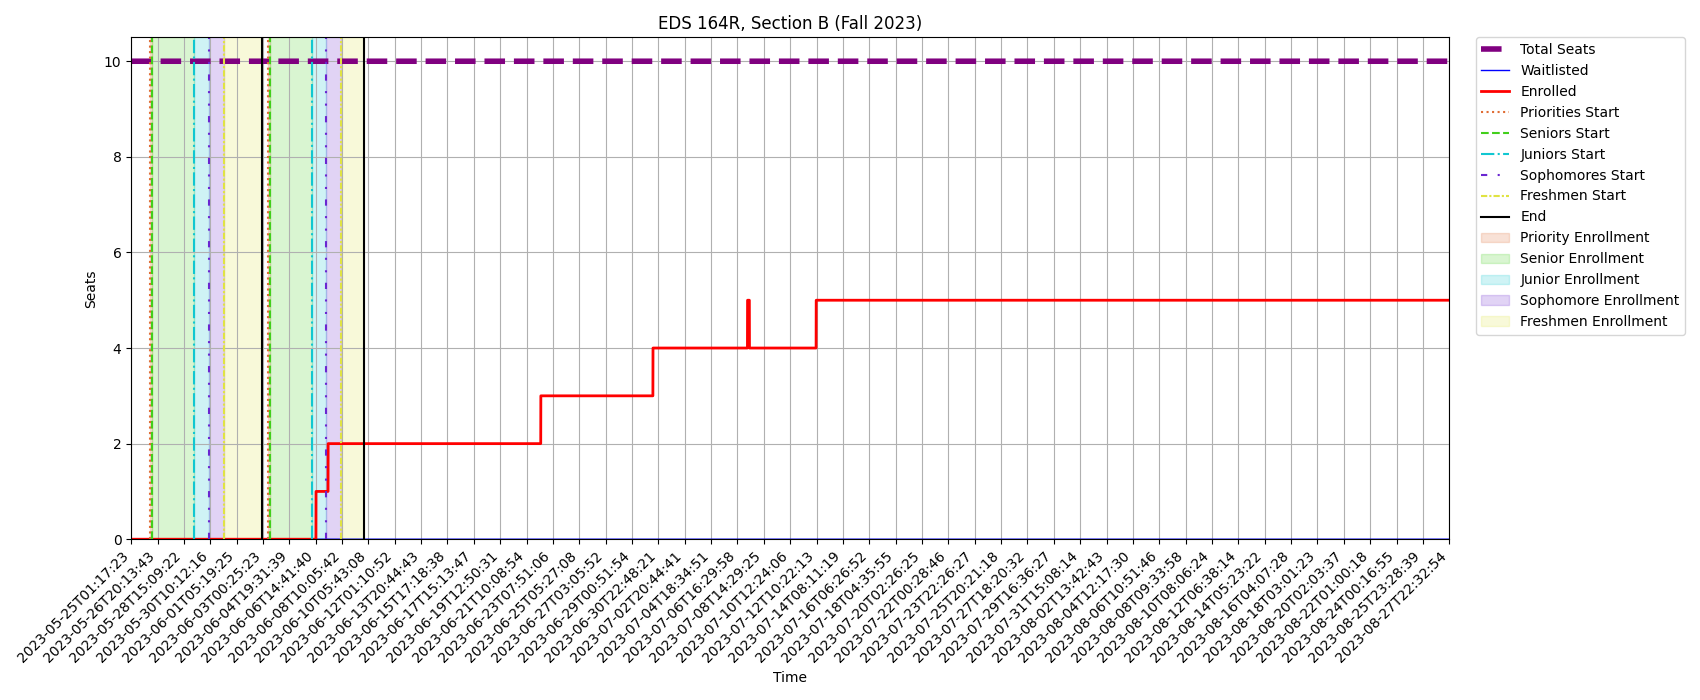 EDS 164R, Section B (Fall 2023)
Total Seats
Waitlisted
Enrolled
Priorities Start
Seniors Start
Juniors Start
Sophomores Start
Freshmen Start
End
Priority Enrollment
Senior Enrollment
Junior Enrollment
Sophomore Enrollment
Freshmen Enrollment
Seats
10
8
6
4
2
0
2023-05-25T01:17:23
2023-05-26T20:13:43
2023-05-28T15:09:22
2023-05-30T10:12:16
2023-06-01T05:19:25
2023-06-03T00:25:23
2023-06-04T19:31:39
2023-06-06T14:41:40
2023-06-08T10:05:42
2023-06-10T05:43:08
2023-06-12T01:10:52
2023-06-13T20:44:43
2023-06-15T17:18:38
2023-06-17T15:13:47
2023-06-19T12:50:31
2023-06-21T10:08:54
2023-06-23T07:51:06
2023-06-25T05:27:08
2023-06-27T03:05:52
2023-06-29T00:51:54
2023-06-30T22:48:21
2023-07-02T20:44:41
2023-07-04T18:34:51
2023-07-06T16:29:58
2023-07-08T14:29:25
2023-07-10T12:24:06
2023-07-12T10:22:13
2023-07-14T08:11:19
2023-07-16T06:26:52
2023-07-18T04:35:55
2023-07-20T02:26:25
2023-07-22T00:28:46
2023-07-23T22:26:27
2023-07-25T20:21:18
2023-07-27T18:20:32
2023-07-29T16:36:27
2023-07-31T15:08:14
2023-08-02T13:42:43
2023-08-04T12:17:30
2023-08-06T10:51:46
2023-08-08T09:33:58
2023-08-10T08:06:24
2023-08-12T06:38:14
2023-08-14T05:23:22
2023-08-16T04:07:28
2023-08-18T03:01:23
2023-08-20T02:03:37
2023-08-22T01:00:18
2023-08-24T00:16:55
2023-08-25T23:28:39
2023-08-27T22:32:54
Time